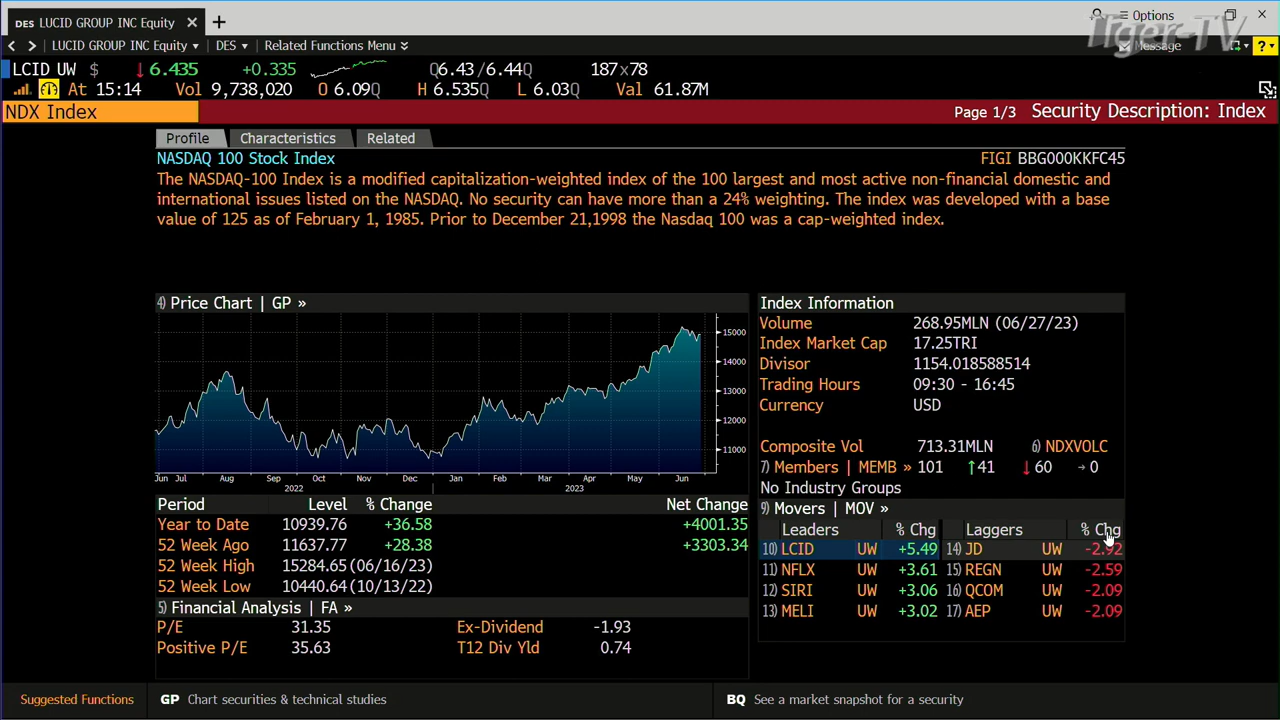 DES LUCID GROUP INC Equity × +
Options
Tiger-TV
< > LUCID GROUP INC Equity DES Related Functions Menu
Message
LCID UW $ ↓ 6.435 +0.335 Q6.43/6.44Q 187x78
At 15:14 Vol 9,738,020 O 6.09Q H 6.535Q L 6.03Q Val 61.87M
NDX Index Page 1/3 Security Description: Index
Profile Characteristics Related
NASDAQ 100 Stock Index FIGI BBG000KKFC45
The NASDAQ-100 Index is a modified capitalization-weighted index of the 100 largest and most active non-financial domestic and
international issues listed on the NASDAQ. No security can have more than a 24% weighting. The index was developed with a base
value of 125 as of February 1, 1985. Prior to December 21,1998 the Nasdaq 100 was a cap-weighted index.
4) Price Chart | GP »
15000
14000
13000
12000
11000
Jun Jul Aug Sep Oct Nov Dec Jan Feb Mar Apr May Jun
2022 2023
Period Level % Change Net Change
Year to Date 10939.76 +36.58 +4001.35
52 Week Ago 11637.77 +28.38 +3303.34
52 Week High 15284.65 (06/16/23)
52 Week Low 10440.64 (10/13/22)
5) Financial Analysis | FA »
P/E 31.35 Ex-Dividend -1.93
Positive P/E 35.63 T12 Div Yld 0.74
Index Information
Volume 268.95MLN (06/27/23)
Index Market Cap 17.25TRI
Divisor 1154.018588514
Trading Hours 09:30 - 16:45
Currency USD
Composite Vol 713.31MLN 6) NDXVOLC
7) Members | MEMB » 101 ↑41 ↓60 →0
No Industry Groups
9) Movers | MOV »
Leaders % Chg Laggers % Chg
10) LCID UW +5.49 14) JD UW -2.92
11) NFLX UW +3.61 15) REGN UW -2.59
12) SIRI UW +3.06 16) QCOM UW -2.09
13) MELI UW +3.02 17) AEP UW -2.09
Suggested Functions GP Chart securities & technical studies BQ See a market snapshot for a security